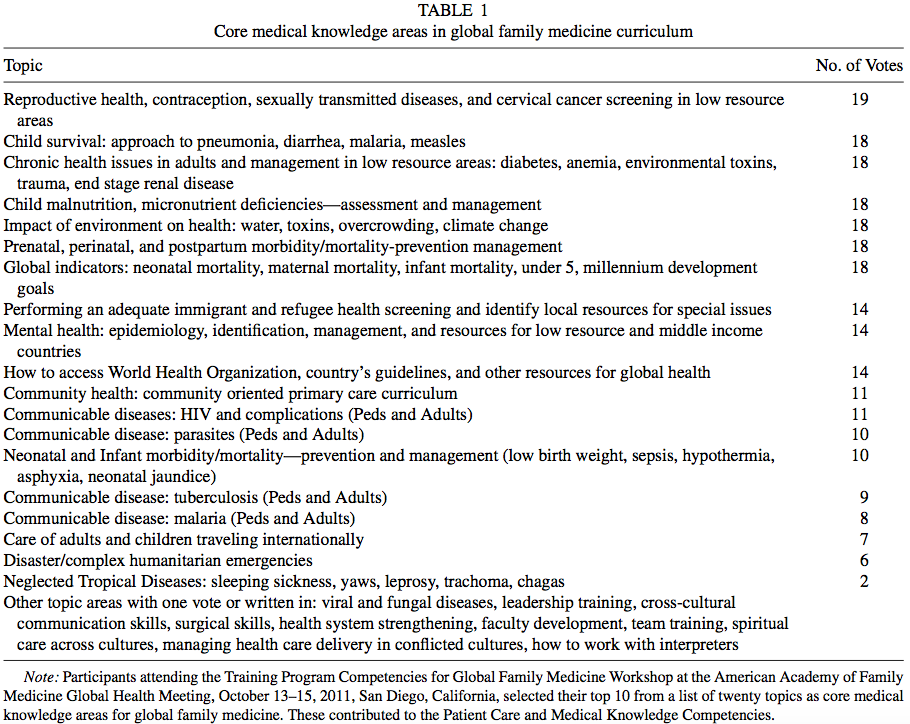 TABLE 1
Core medical knowledge areas in global family medicine curriculum
Topic No. of Votes
Reproductive health, contraception, sexually transmitted diseases, and cervical cancer screening in low resource 19
areas
Child survival: approach to pneumonia, diarrhea, malaria, measles 18
Chronic health issues in adults and management in low resource areas: diabetes, anemia, environmental toxins, 18
trauma, end stage renal disease
Child malnutrition, micronutrient deficiencies—assessment and management 18
Impact of environment on health: water, toxins, overcrowding, climate change 18
Prenatal, perinatal, and postpartum morbidity/mortality-prevention management 18
Global indicators: neonatal mortality, maternal mortality, infant mortality, under 5, millennium development 18
goals
Performing an adequate immigrant and refugee health screening and identify local resources for special issues 14
Mental health: epidemiology, identification, management, and resources for low resource and middle income 14
countries
How to access World Health Organization, country's guidelines, and other resources for global health 14
Community health: community oriented primary care curriculum 11
Communicable diseases: HIV and complications (Peds and Adults) 11
Communicable disease: parasites (Peds and Adults) 10
Neonatal and Infant morbidity/mortality—prevention and management (low birth weight, sepsis, hypothermia, 10
asphyxia, neonatal jaundice)
Communicable disease: tuberculosis (Peds and Adults) 9
Communicable disease: malaria (Peds and Adults) 8
Care of adults and children traveling internationally 7
Disaster/complex humanitarian emergencies 6
Neglected Tropical Diseases: sleeping sickness, yaws, leprosy, trachoma, chagas 2
Other topic areas with one vote or written in: viral and fungal diseases, leadership training, cross-cultural
communication skills, surgical skills, health system strengthening, faculty development, team training, spiritual
care across cultures, managing health care delivery in conflicted cultures, how to work with interpreters
Note: Participants attending the Training Program Competencies for Global Family Medicine Workshop at the American Academy of Family
Medicine Global Health Meeting, October 13–15, 2011, San Diego, California, selected their top 10 from a list of twenty topics as core medical
knowledge areas for global family medicine. These contributed to the Patient Care and Medical Knowledge Competencies.